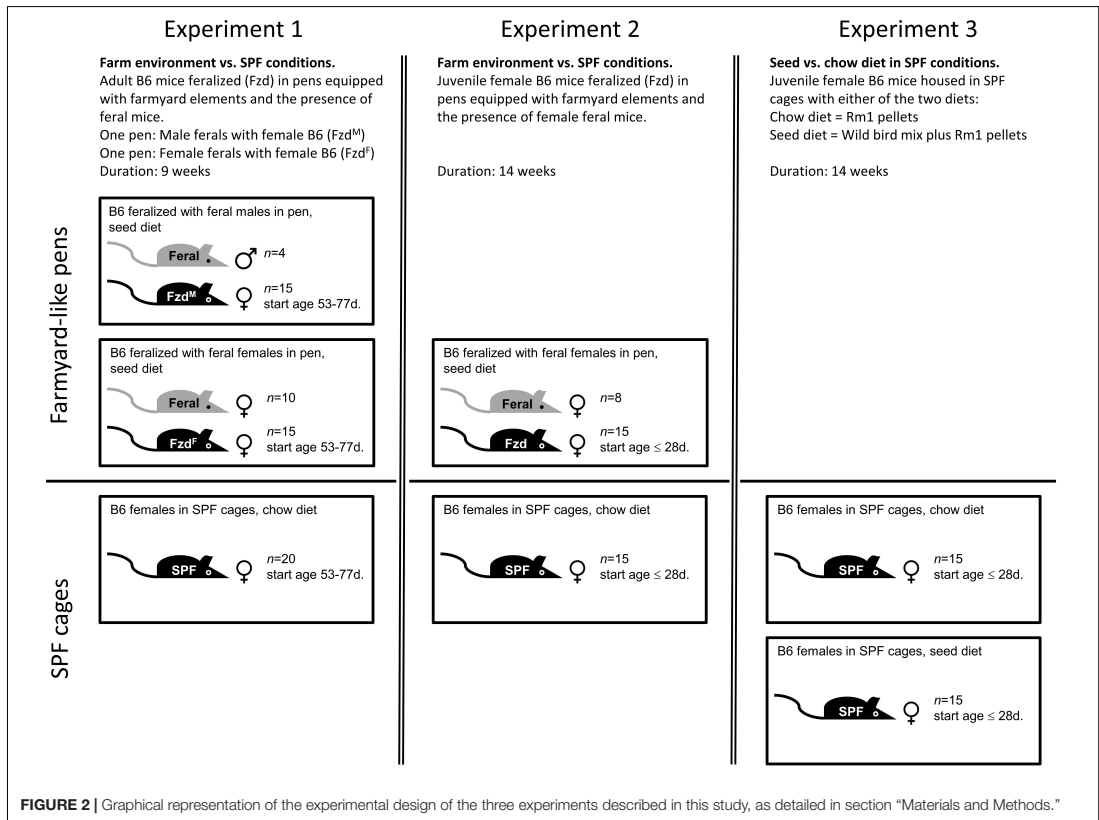 Experiment 1
Farm environment vs. SPF conditions.
Adult B6 mice feralized (Fzd) in pens equipped
with farmyard elements and the presence of
feral mice.
One pen: Male ferals with female B6 (Fzdᴹ)
One pen: Female ferals with female B6 (Fzdᶠ)
Duration: 9 weeks
Experiment 2
Farm environment vs. SPF conditions.
Juvenile female B6 mice feralized (Fzd) in
pens equipped with farmyard elements and
the presence of female feral mice.
Duration: 14 weeks
Experiment 3
Seed vs. chow diet in SPF conditions.
Juvenile female B6 mice housed in SPF
cages with either of the two diets:
Chow diet = Rm1 pellets
Seed diet = Wild bird mix plus Rm1 pellets
Duration: 14 weeks
Farmyard-like pens
B6 feralized with feral males in pen,
seed diet
Feral ♂ n=4
Fzdᴹ ♀ n=15
start age 53-77d.
B6 feralized with feral females in pen,
seed diet
Feral ♀ n=10
Fzdᶠ ♀ n=15
start age 53-77d.
B6 feralized with feral females in pen,
seed diet
Feral ♀ n=8
Fzd ♀ n=15
start age ≤ 28d.
SPF cages
B6 females in SPF cages, chow diet
SPF ♀ n=20
start age 53-77d.
B6 females in SPF cages, chow diet
SPF ♀ n=15
start age ≤ 28d.
B6 females in SPF cages, chow diet
SPF ♀ n=15
start age ≤ 28d.
B6 females in SPF cages, seed diet
SPF ♀ n=15
start age ≤ 28d.
FIGURE 2 | Graphical representation of the experimental design of the three experiments described in this study, as detailed in section “Materials and Methods.”